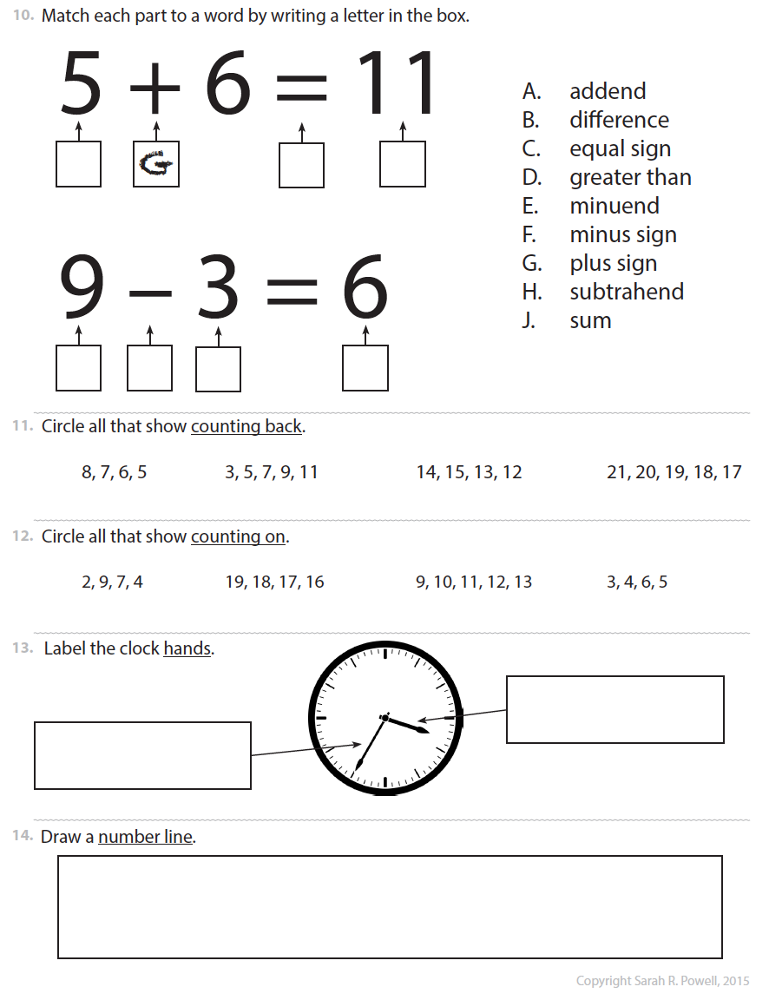 10. Match each part to a word by writing a letter in the box.
5 + 6 = 11
G
A. addend
B. difference
C. equal sign
D. greater than
E. minuend
F. minus sign
G. plus sign
H. subtrahend
J. sum
9 – 3 = 6
11. Circle all that show counting back.
8, 7, 6, 5 3, 5, 7, 9, 11 14, 15, 13, 12 21, 20, 19, 18, 17
12. Circle all that show counting on.
2, 9, 7, 4 19, 18, 17, 16 9, 10, 11, 12, 13 3, 4, 6, 5
13. Label the clock hands.
14. Draw a number line.
Copyright Sarah R. Powell, 2015